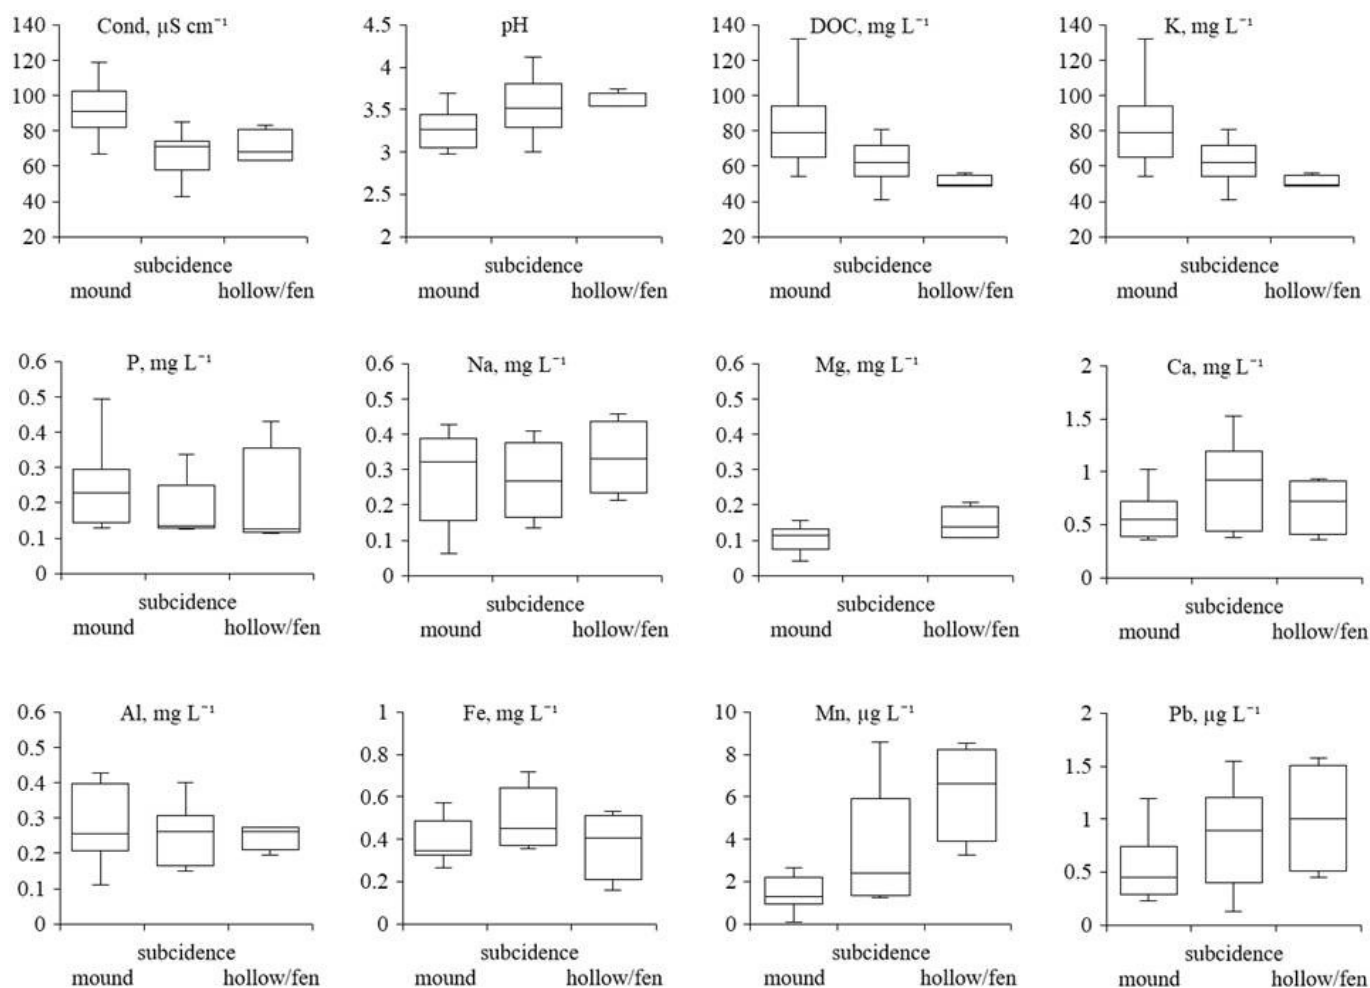 Cond, µS cm⁻¹
140
120
100
80
60
40
20
subcidence
mound hollow/fen
pH
4.5
4
3.5
3
2.5
2
subcidence
mound hollow/fen
DOC, mg L⁻¹
140
120
100
80
60
40
20
subcidence
mound hollow/fen
K, mg L⁻¹
140
120
100
80
60
40
20
subcidence
mound hollow/fen
P, mg L⁻¹
0.6
0.5
0.4
0.3
0.2
0.1
0
subcidence
mound hollow/fen
Na, mg L⁻¹
0.6
0.5
0.4
0.3
0.2
0.1
0
subcidence
mound hollow/fen
Mg, mg L⁻¹
0.6
0.5
0.4
0.3
0.2
0.1
0
subcidence
mound hollow/fen
Ca, mg L⁻¹
2
1.5
1
0.5
0
subcidence
mound hollow/fen
Al, mg L⁻¹
0.6
0.5
0.4
0.3
0.2
0.1
0
subcidence
mound hollow/fen
Fe, mg L⁻¹
1
0.8
0.6
0.4
0.2
0
subcidence
mound hollow/fen
Mn, µg L⁻¹
10
8
6
4
2
0
subcidence
mound hollow/fen
Pb, µg L⁻¹
2
1.5
1
0.5
0
subcidence
mound hollow/fen